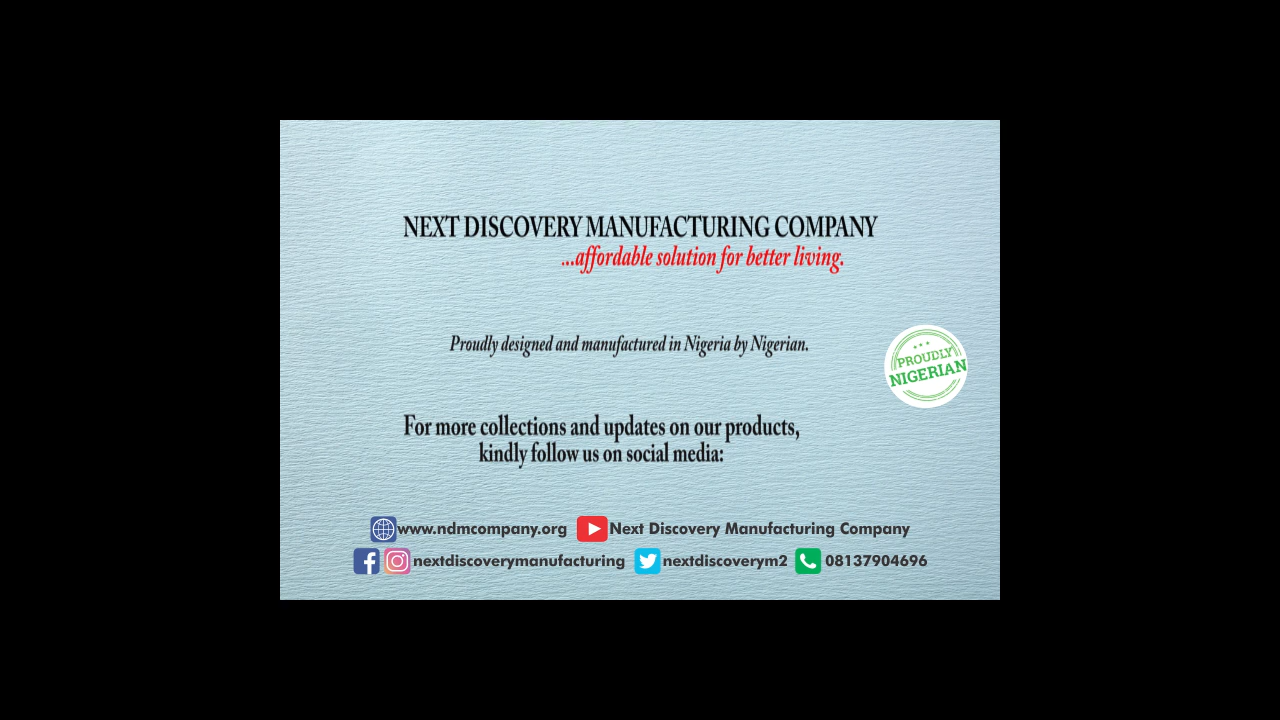 NEXT DISCOVERY MANUFACTURING COMPANY
...affordable solution for better living.
Proudly designed and manufactured in Nigeria by Nigerian.
PROUDLY
NIGERIAN
For more collections and updates on our products,
kindly follow us on social media:
www.ndmcompany.org Next Discovery Manufacturing Company
nextdiscoverymanufacturing nextdiscoverym2 08137904696